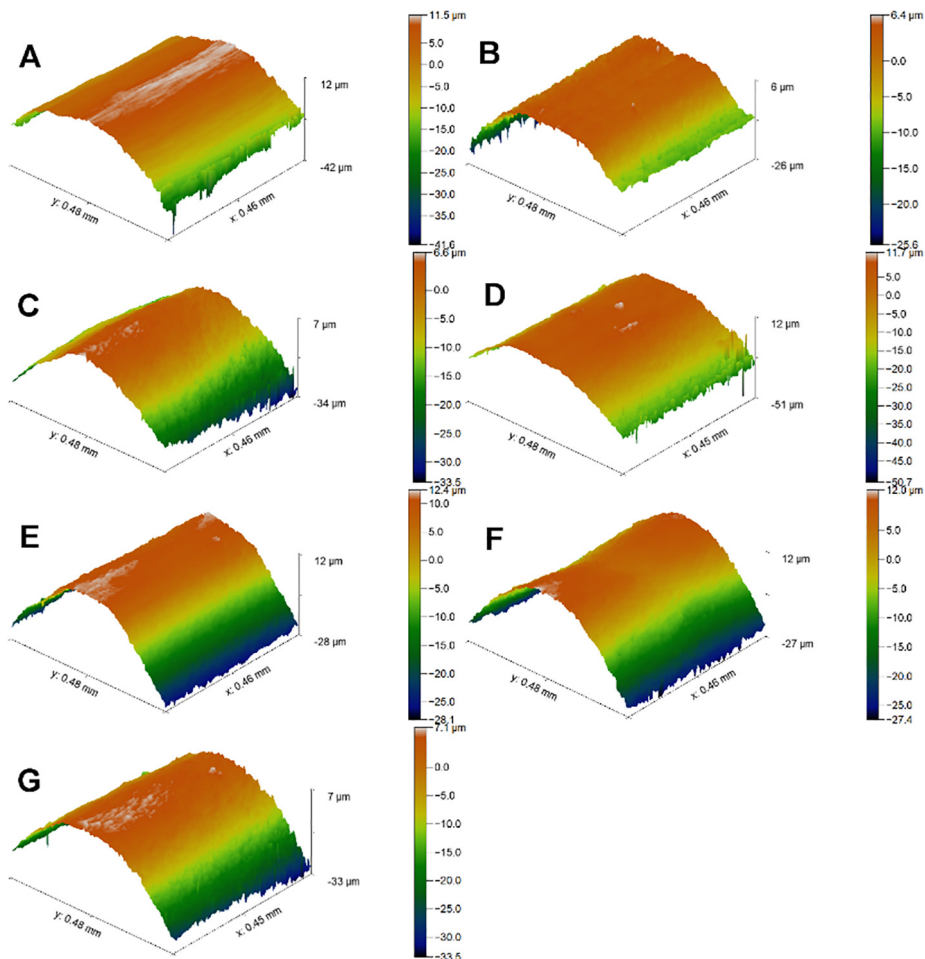 A
12 µm
-42 µm
y: 0.48 mm
x: 0.46 mm
11.5 µm
5.0
0.0
-5.0
-10.0
-15.0
-20.0
-25.0
-30.0
-35.0
-41.6
B
6 µm
-26 µm
y: 0.48 mm
x: 0.46 mm
6.4 µm
0.0
-5.0
-10.0
-15.0
-20.0
-25.6
C
7 µm
-34 µm
y: 0.48 mm
x: 0.46 mm
6.6 µm
0.0
-5.0
-10.0
-15.0
-20.0
-25.0
-30.0
-33.5
D
12 µm
-51 µm
y: 0.48 mm
x: 0.45 mm
11.7 µm
5.0
0.0
-5.0
-10.0
-15.0
-20.0
-25.0
-30.0
-35.0
-40.0
-45.0
-50.7
E
12 µm
-28 µm
y: 0.48 mm
x: 0.46 mm
12.4 µm
10.0
5.0
0.0
-5.0
-10.0
-15.0
-20.0
-25.0
-28.1
F
12 µm
-27 µm
y: 0.48 mm
x: 0.46 mm
12.0 µm
5.0
0.0
-5.0
-10.0
-15.0
-20.0
-25.0
-27.4
G
7 µm
-33 µm
y: 0.48 mm
x: 0.45 mm
7.1 µm
0.0
-5.0
-10.0
-15.0
-20.0
-25.0
-30.0
-33.5